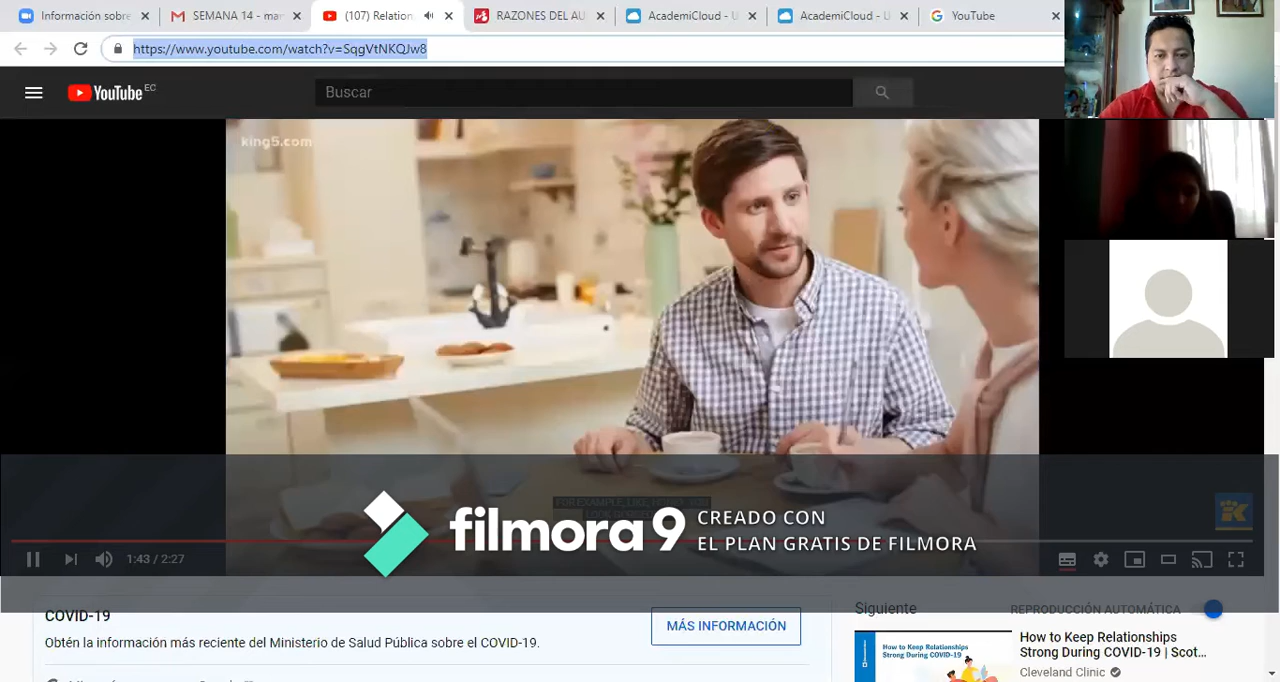 Información sobre
SEMANA 14 - mar
(107) Relation
RAZONES DEL AU
AcademiCloud - U
AcademiCloud - U
YouTube
https://www.youtube.com/watch?v=SqgVtNKQJw8
YouTube EC
Buscar
king5.com
filmora9
CREADO CON
EL PLAN GRATIS DE FILMORA
1:43 / 2:27
COVID-19
Obtén la información más reciente del Ministerio de Salud Pública sobre el COVID-19.
MÁS INFORMACIÓN
Siguiente
REPRODUCCIÓN AUTOMÁTICA
How to Keep Relationships
Strong During COVID-19
How to Keep Relationships
Strong During COVID-19 | Scot...
Cleveland Clinic